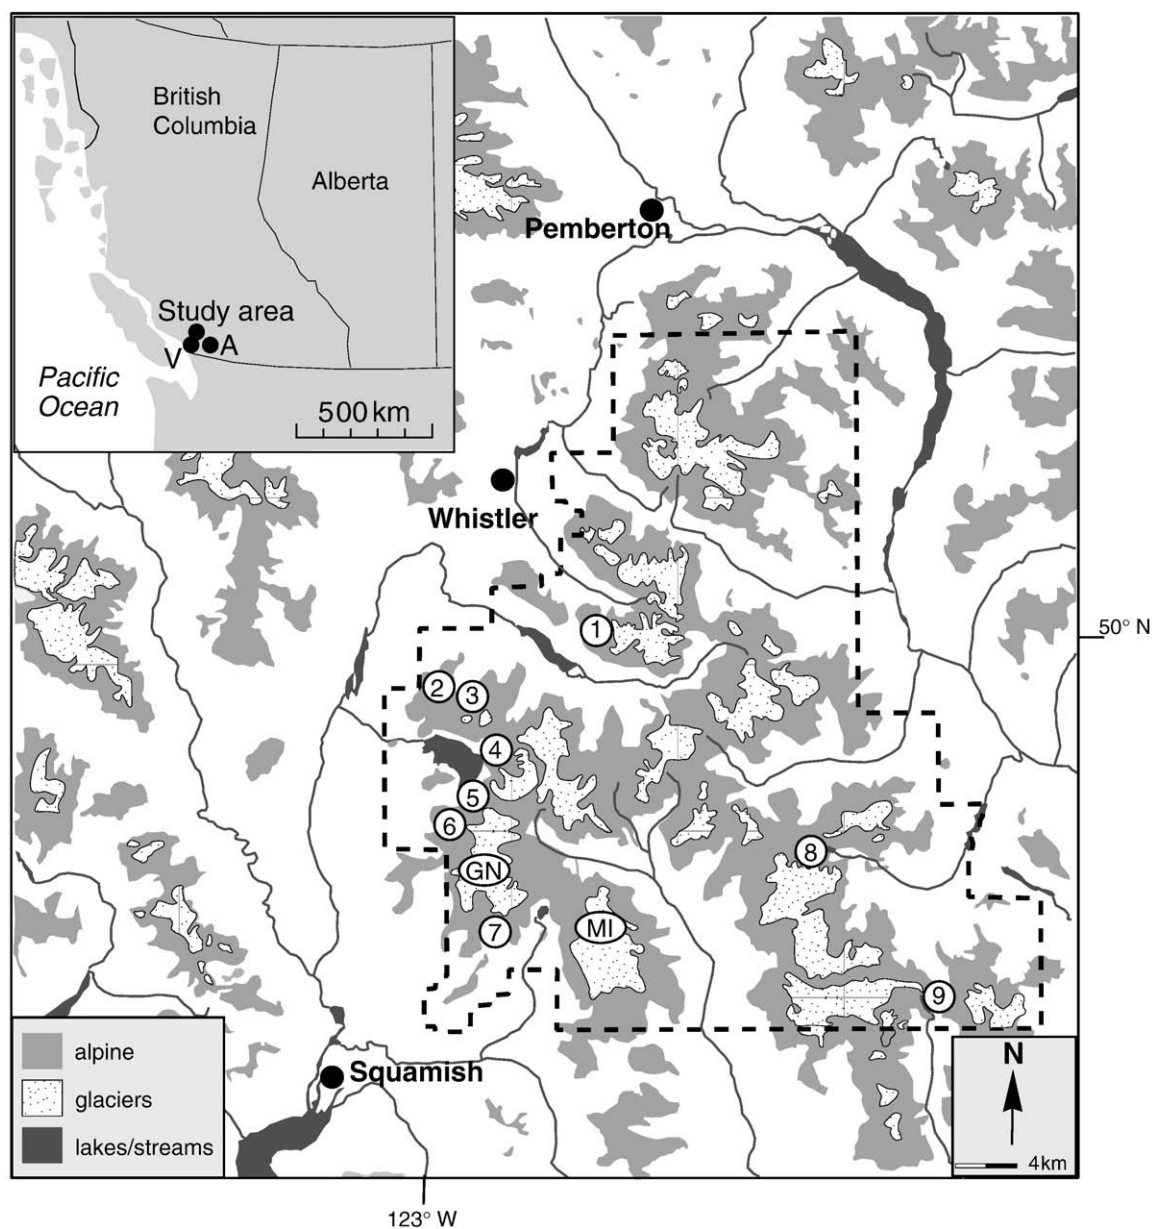 British
Columbia
Alberta
Study area
V
A
Pacific
Ocean
500 km
Pemberton
Whistler
1
50° N
2
3
4
5
6
8
GN
7
MI
9
alpine
glaciers
lakes/streams
Squamish
N
4km
123° W